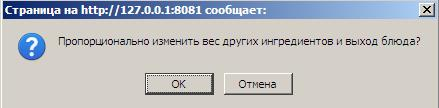 Страница на http://127.0.0.1:8081 сообщает:
Пропорционально изменить вес других ингредиентов и выход блюда?
OK
Отмена